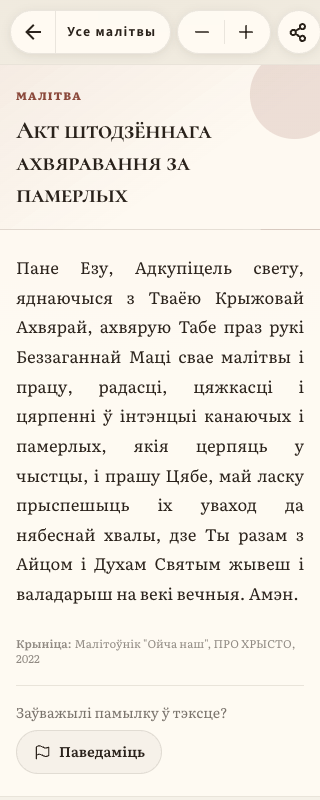 Усе малітвы
МАЛІТВА
Акт штодзённага
ахвяравання за
памерлых
Пане Езу, Адкупіцель свету,
яднаючыся з Тваёю Крыжовай
Ахвярай, ахвярую Табе праз рукі
Беззаганнай Маці свае малітвы і
працу, радасці, цяжкасці і
цярпенні ў інтэнцыі канаючых і
памерлых, якія церпяць у
чыстцы, і прашу Цябе, май ласку
прыспешыць іх уваход да
нябеснай хвалы, дзе Ты разам з
Айцом і Духам Святым жывеш і
валадарыш на векі вечныя. Амэн.
Крыніца: Малітоўнік "Ойча наш", ПРО ХРЫСТО,
2022
Заўважылі памылку ў тэксце?
Паведаміць